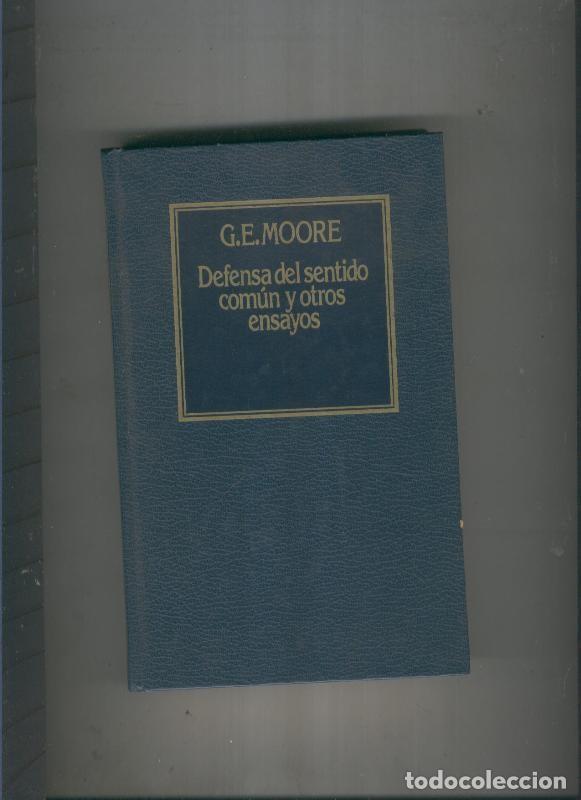 G.E.MOORE
Defensa del sentido
común y otros
ensayos
todocoleccion